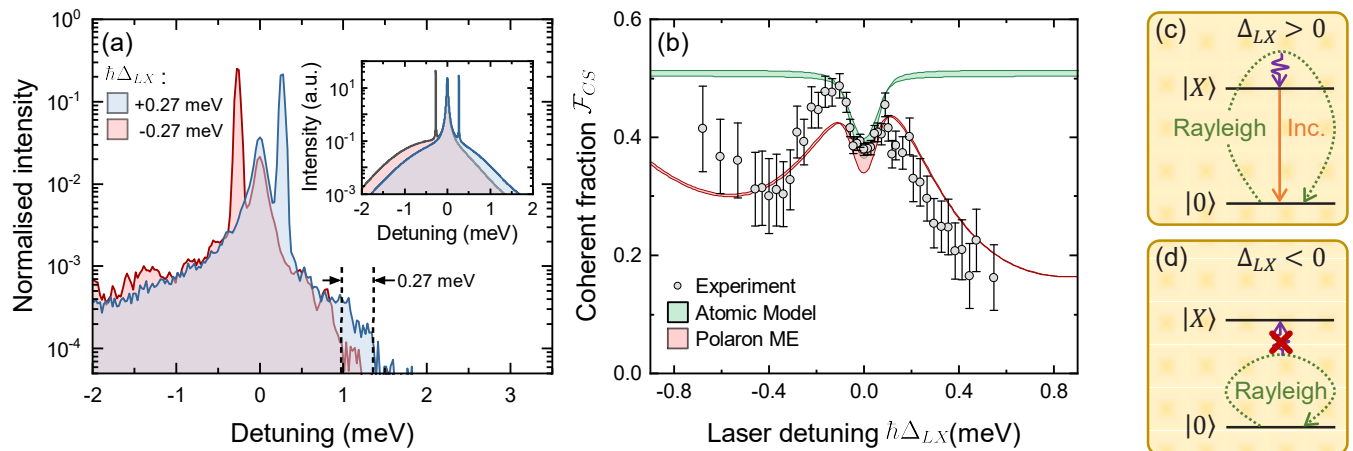 (a)
ℏΔ_LX :
+0.27 meV
-0.27 meV
10⁰
10⁻¹
10⁻²
10⁻³
10⁻⁴
Normalised intensity
-2 -1 0 1 2 3
Detuning (meV)
0.27 meV
Intensity (a.u.)
10¹
10⁻¹
10⁻³
-2 -1 0 1 2
Detuning (meV)
(b)
0.6
0.4
0.2
0.0
Coherent fraction ℱ_CS
Experiment
Atomic Model
Polaron ME
-0.8 -0.4 0.0 0.4 0.8
Laser detuning ℏΔ_LX(meV)
(c) Δ_LX > 0
|X⟩
Rayleigh Inc.
|0⟩
(d) Δ_LX < 0
|X⟩
Rayleigh
|0⟩